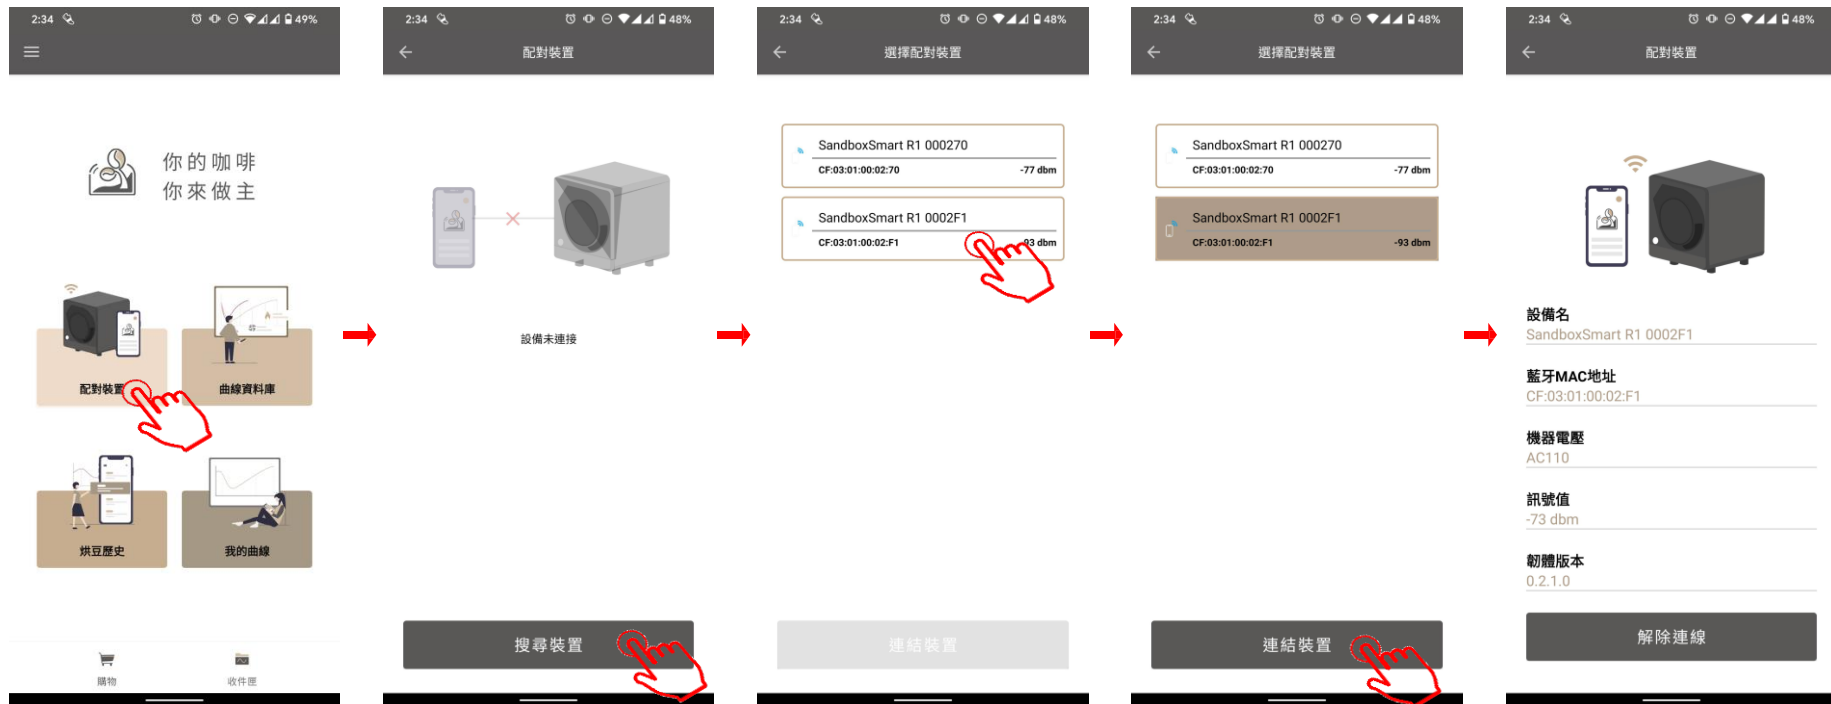 2:34
49%
你的咖啡
你來做主
配對裝置
曲線資料庫
烘豆歷史
我的曲線
購物
收件匣
2:34
48%
配對裝置
設備未連接
搜尋裝置
2:34
48%
選擇配對裝置
SandboxSmart R1 000270
CF:03:01:00:02:70 -77 dbm
SandboxSmart R1 0002F1
CF:03:01:00:02:F1 -93 dbm
連結裝置
2:34
48%
選擇配對裝置
SandboxSmart R1 000270
CF:03:01:00:02:70 -77 dbm
SandboxSmart R1 0002F1
CF:03:01:00:02:F1 -93 dbm
連結裝置
2:34
48%
配對裝置
設備名
SandboxSmart R1 0002F1
藍牙MAC地址
CF:03:01:00:02:F1
機器電壓
AC110
訊號值
-73 dbm
韌體版本
0.2.1.0
解除連線